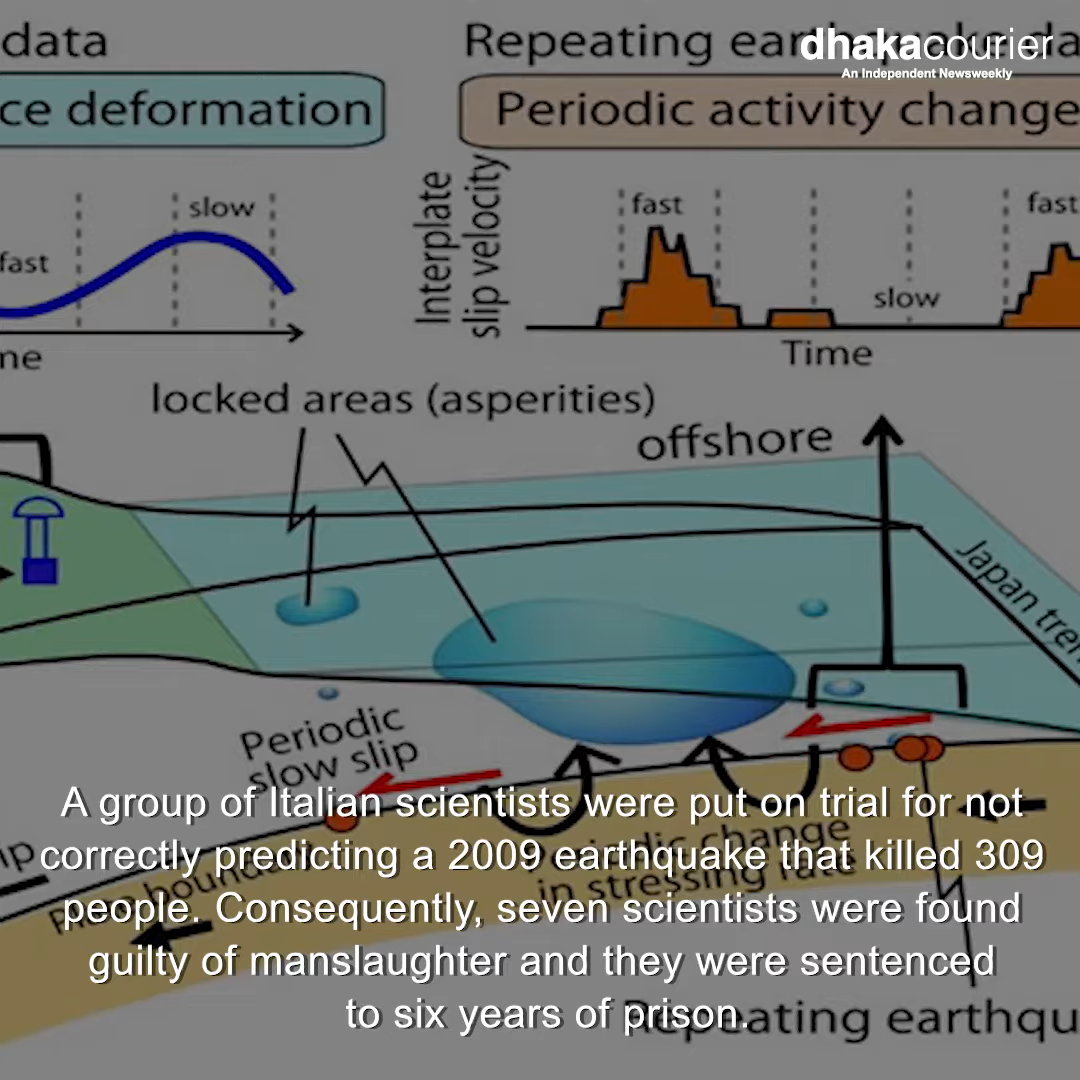 data
Repeating
dhakacourier
An Independent Newsweekly
ce deformation
Periodic activity change
slow
fast
ne
Interplate
slip velocity
fast
slow
fast
Time
locked areas (asperities)
offshore
Japan tren
Periodic
slow slip
A group of Italian scientists were put on trial for not
correctly predicting a 2009 earthquake that killed 309
people. Consequently, seven scientists were found
guilty of manslaughter and they were sentenced
to six years of prison.
change
in stressing rate
Repeating earthqu